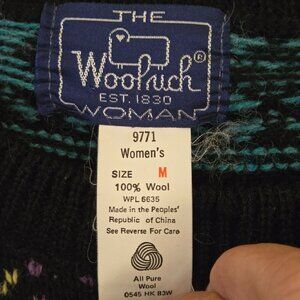 THE
Woolrich
®
EST. 1830
WOMAN
9771
Women's
SIZE M
100% Wool
WPL 6635
Made in the Peoples'
Republic of China
See Reverse For Care
All Pure
Wool
0545 HK 83W